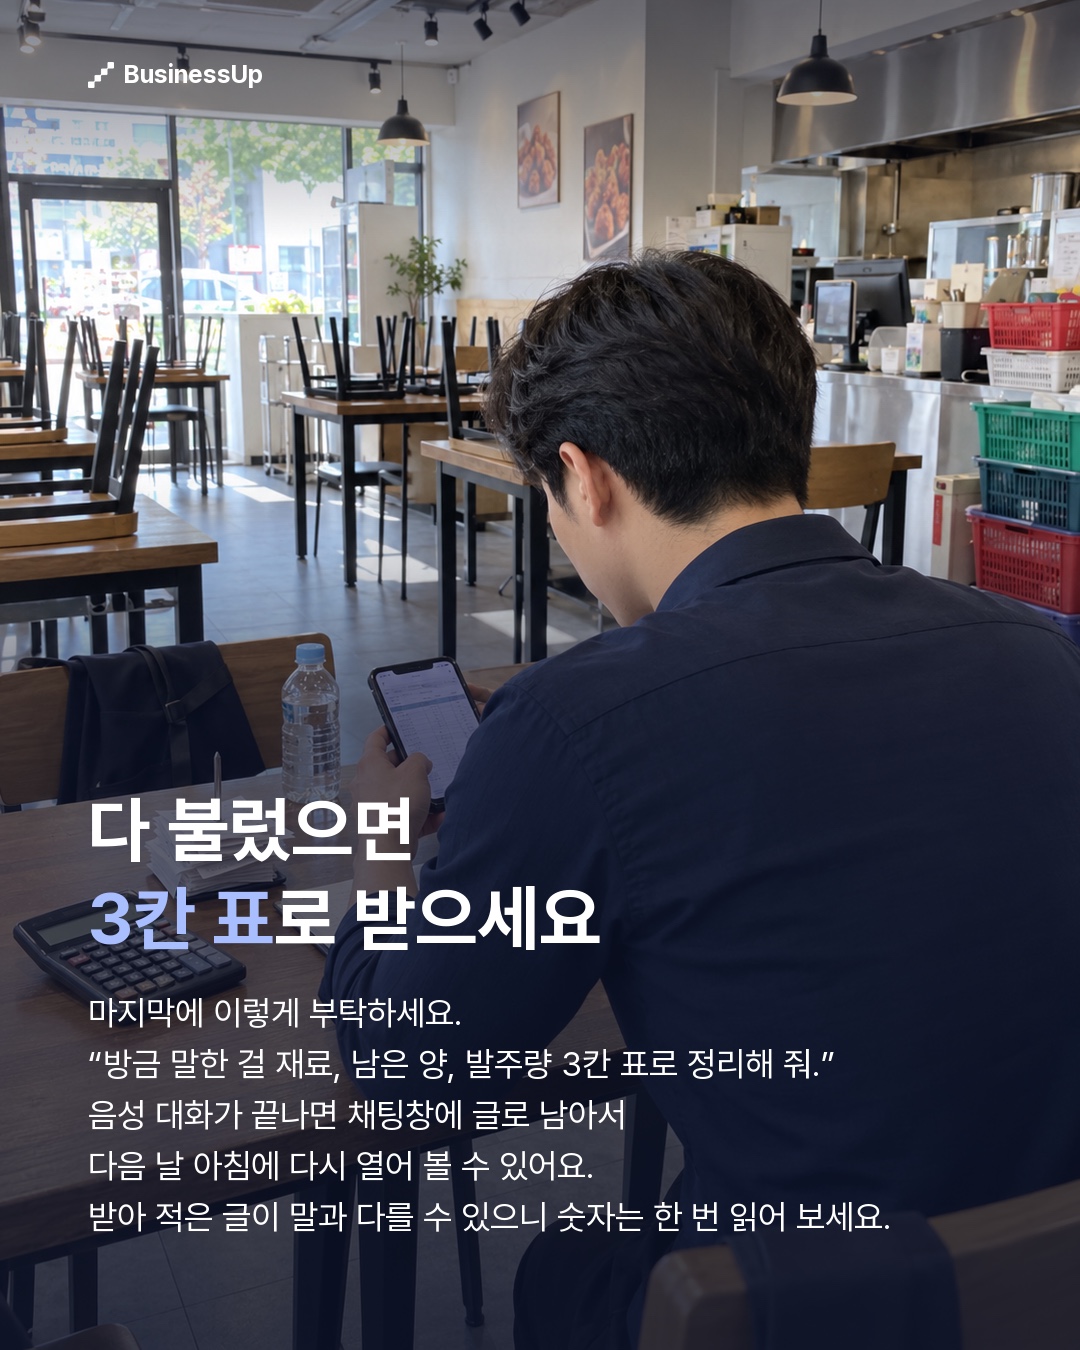 BusinessUp
다 불렀으면
3칸 표로 받으세요
마지막에 이렇게 부탁하세요.
“방금 말한 걸 재료, 남은 양, 발주량 3칸 표로 정리해 줘.”
음성 대화가 끝나면 채팅창에 글로 남아서
다음 날 아침에 다시 열어 볼 수 있어요.
받아 적은 글이 말과 다를 수 있으니 숫자는 한 번 읽어 보세요.